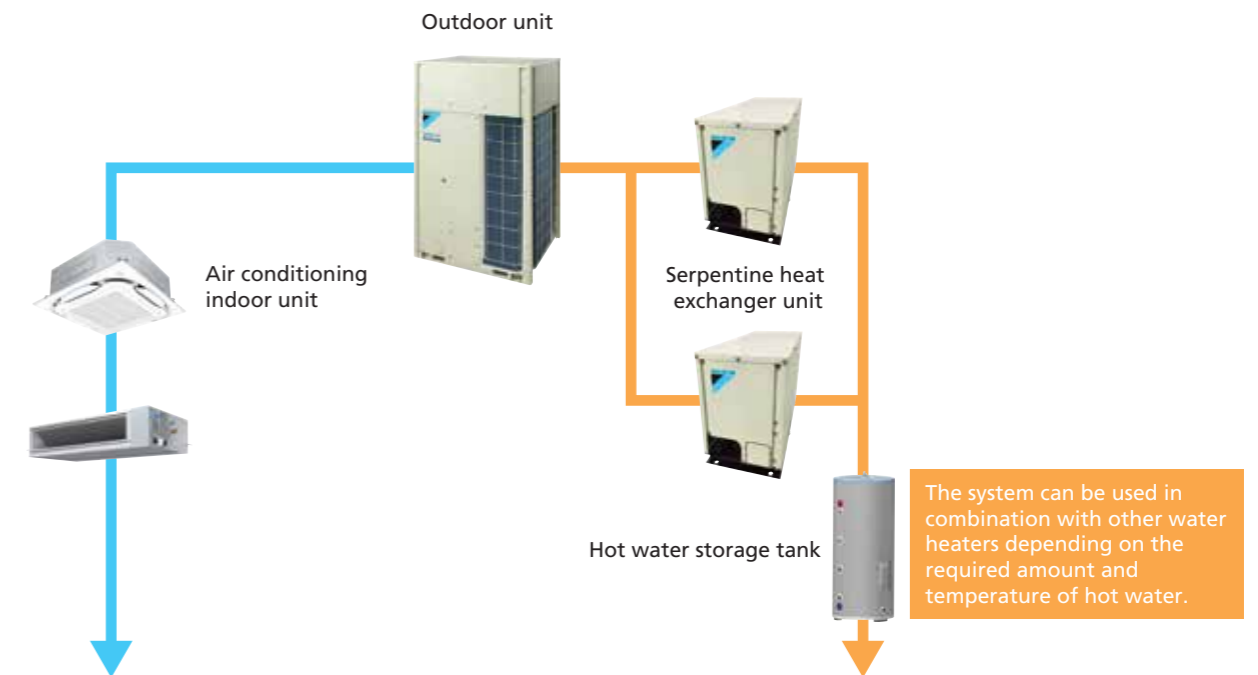 Outdoor unit
Air conditioning
indoor unit
Serpentine heat
exchanger unit
Hot water storage tank
The system can be used in
combination with other water
heaters depending on the
required amount and
temperature of hot water.